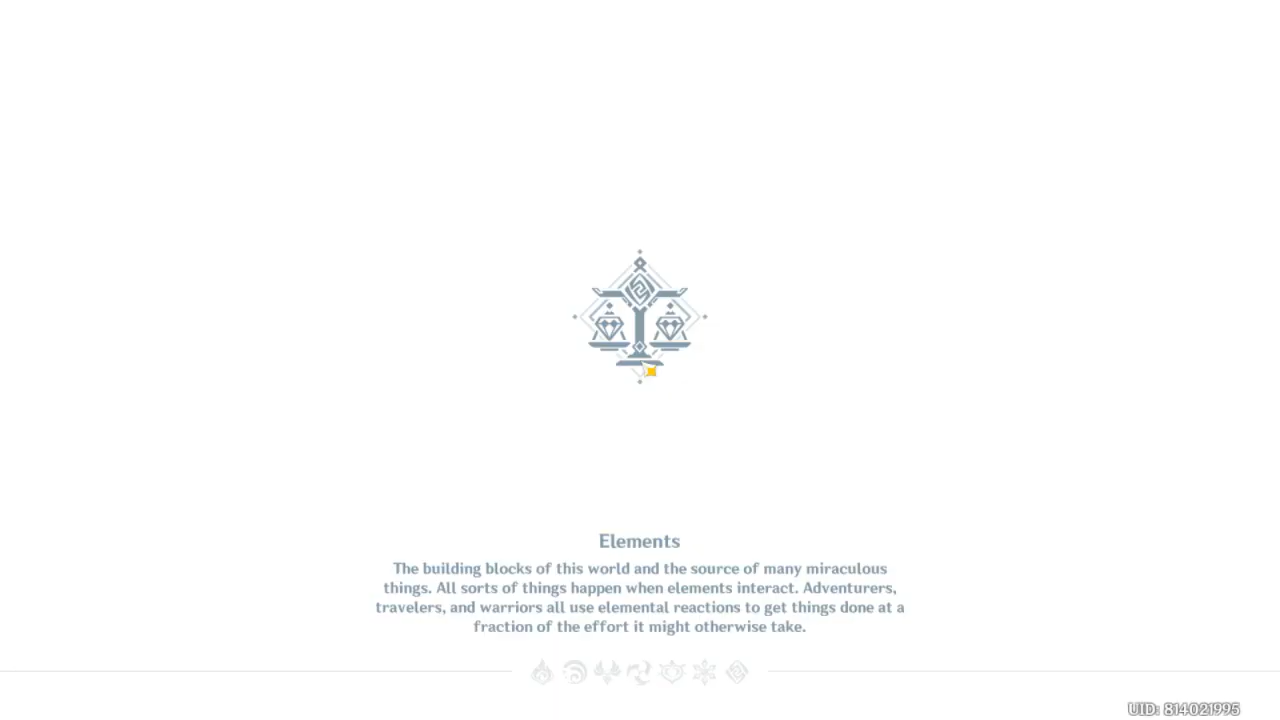 Elements
The building blocks of this world and the source of many miraculous
things. All sorts of things happen when elements interact. Adventurers,
travelers, and warriors all use elemental reactions to get things done at a
fraction of the effort it might otherwise take.
UID: 814021995